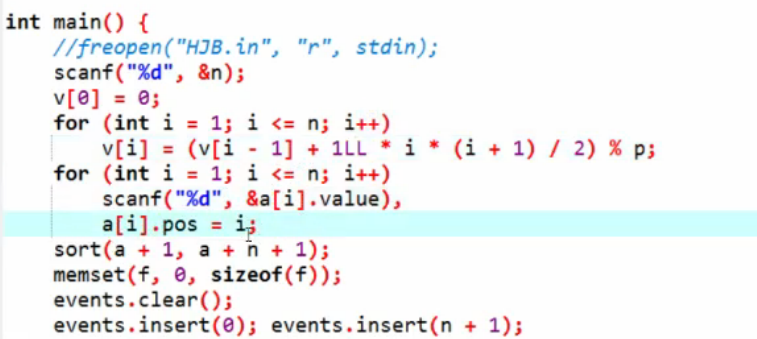 int main() {
//freopen("HJB.in", "r", stdin);
scanf("%d", &n);
v[0] = 0;
for (int i = 1; i <= n; i++)
v[i] = (v[i - 1] + 1LL * i * (i + 1) / 2) % p;
for (int i = 1; i <= n; i++)
scanf("%d", &a[i].value),
a[i].pos = i;
sort(a + 1, a + n + 1);
memset(f, 0, sizeof(f));
events.clear();
events.insert(0); events.insert(n + 1);